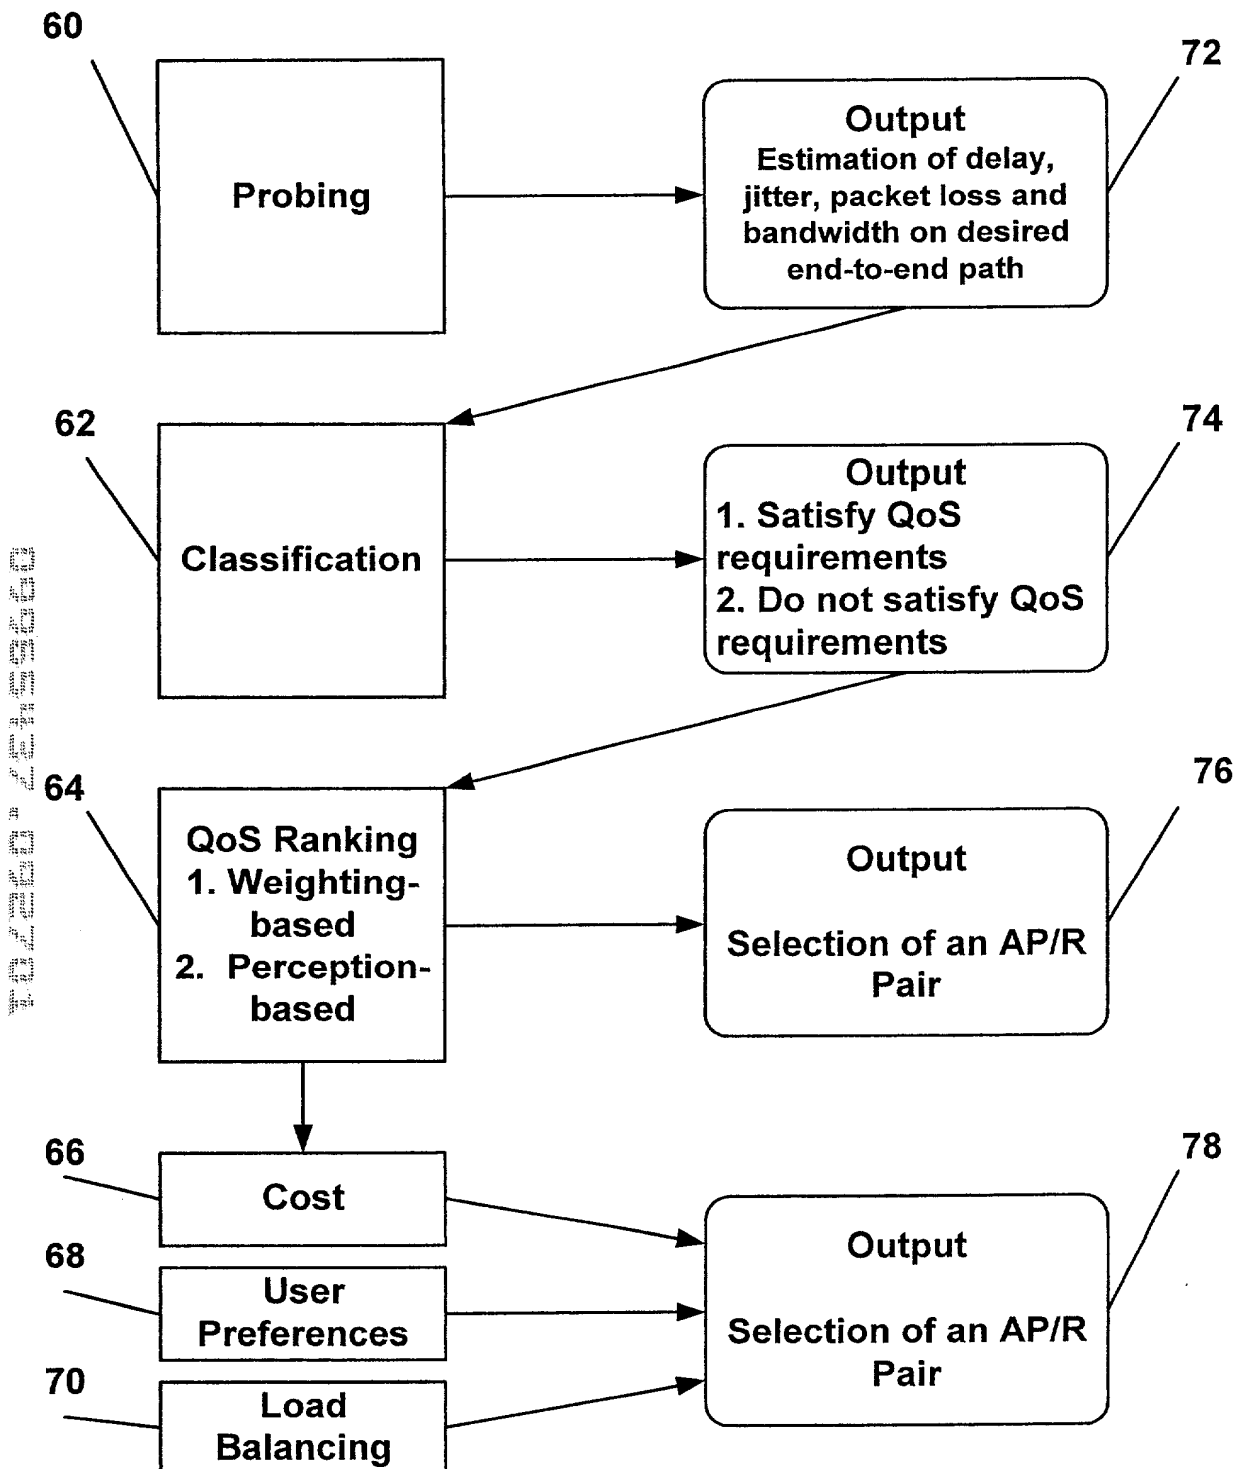 60
72
Probing
Output
Estimation of delay,
jitter, packet loss and
bandwidth on desired
end-to-end path
62
74
Classification
Output
1. Satisfy QoS
requirements
2. Do not satisfy QoS
requirements
64
76
QoS Ranking
1. Weighting-
based
2. Perception-
based
Output
Selection of an AP/R
Pair
66
78
Cost
68
User
Preferences
Output
Selection of an AP/R
Pair
70
Load
Balancing